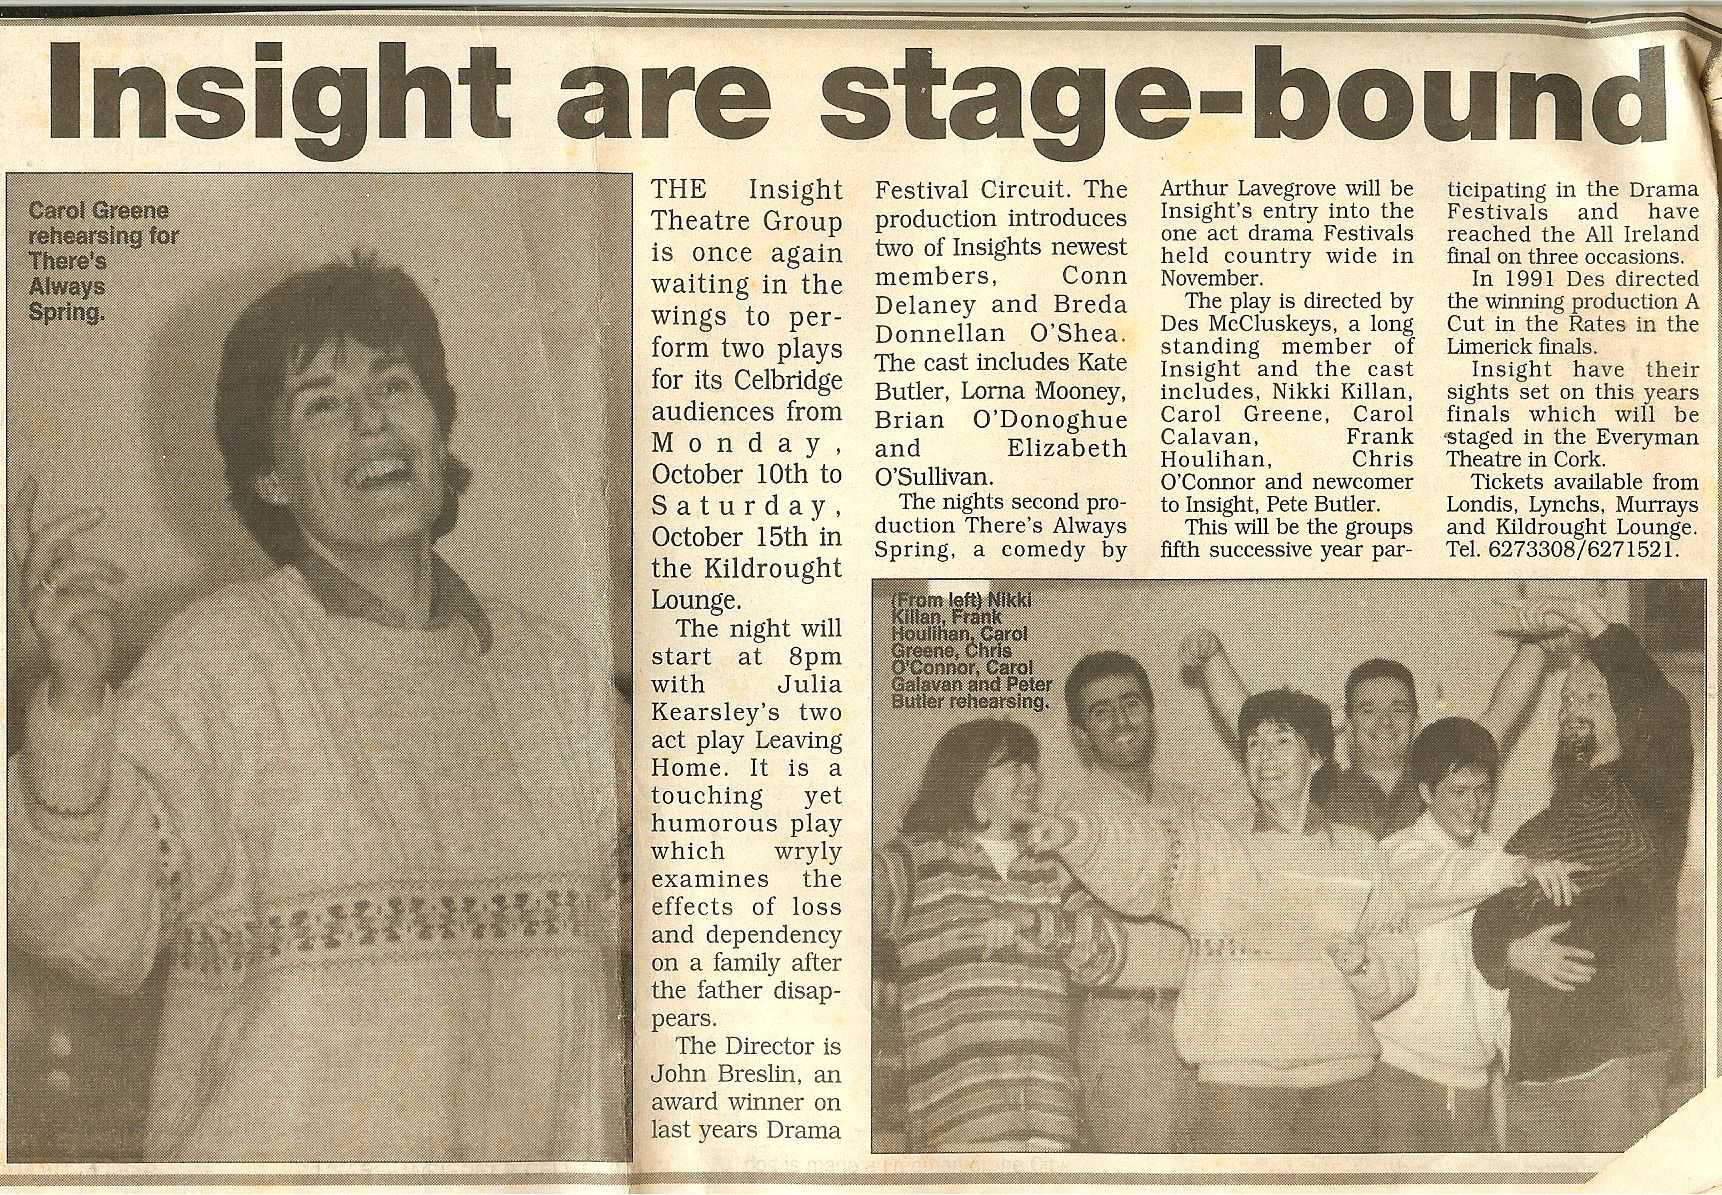 Insight are stage-bound
Carol Greene
rehearsing for
There's
Always
Spring.
THE Insight
Theatre Group
is once again
waiting in the
wings to per-
form two plays
for its Celbridge
audiences from
Monday,
October 10th to
Saturday,
October 15th in
the Kildrought
Lounge.
The night will
start at 8pm
with Julia
Kearsley's two
act play Leaving
Home. It is a
touching yet
humorous play
which wryly
examines the
effects of loss
and dependency
on a family after
the father disap-
pears.
The Director is
John Breslin, an
award winner on
last years Drama
Festival Circuit. The
production introduces
two of Insights newest
members, Conn
Delaney and Breda
Donnellan O'Shea.
The cast includes Kate
Butler, Lorna Mooney,
Brian O'Donoghue
and Elizabeth
O'Sullivan.
The nights second pro-
duction There's Always
Spring, a comedy by
Arthur Lavegrove will be
Insight's entry into the
one act drama Festivals
held country wide in
November.
The play is directed by
Des McCluskeys, a long
standing member of
Insight and the cast
includes, Nikki Killan,
Carol Greene, Carol
Calavan, Frank
Houlihan, Chris
O'Connor and newcomer
to Insight, Pete Butler.
This will be the groups
fifth successive year par-
ticipating in the Drama
Festivals and have
reached the All Ireland
final on three occasions.
In 1991 Des directed
the winning production A
Cut in the Rates in the
Limerick finals.
Insight have their
sights set on this years
finals which will be
staged in the Everyman
Theatre in Cork.
Tickets available from
Londis, Lynchs, Murrays
and Kildrought Lounge.
Tel. 6273308/6271521.
(From left) Nikki
Killan, Frank
Houlihan, Carol
Greene, Chris
O'Connor, Carol
Galavan and Peter
Butler rehearsing.